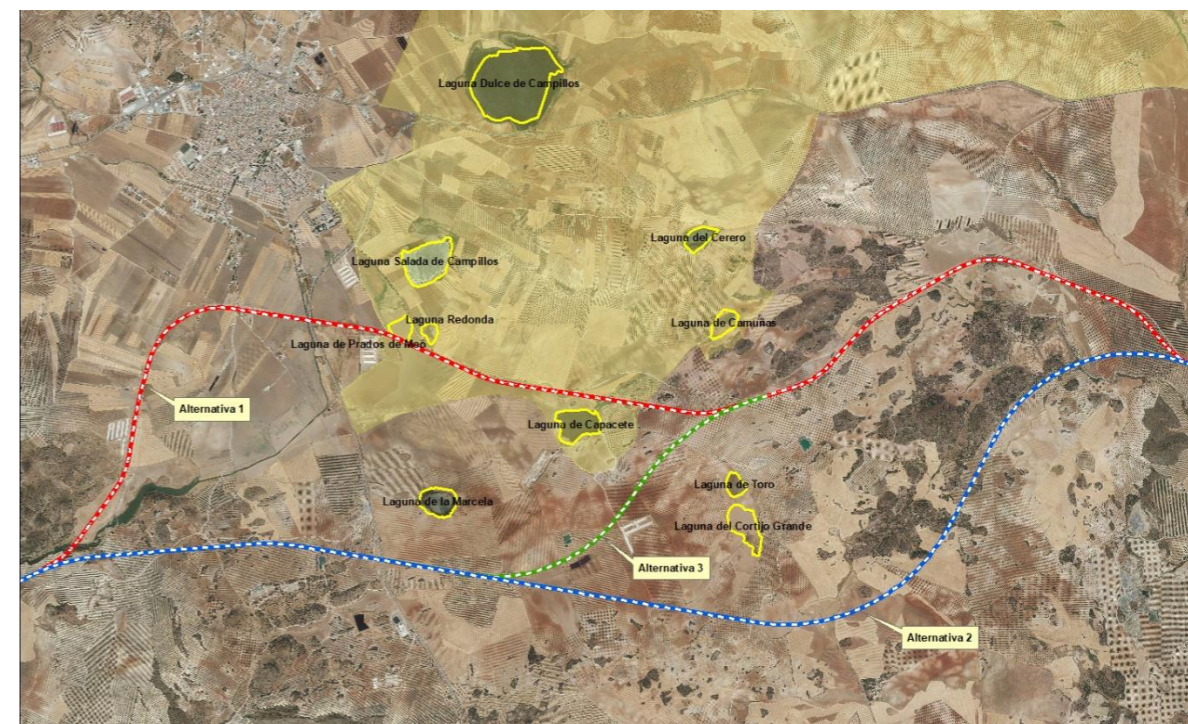 Laguna Dulce de Campillos
Laguna del Cerero
Laguna Salada de Campillos
Laguna Redonda
Laguna de Camuñas
Laguna de Prados de Meó
Alternativa 1
Laguna de Capacete
Laguna de Toro
Laguna de la Marcela
Laguna del Cortijo Grande
Alternativa 3
Alternativa 2